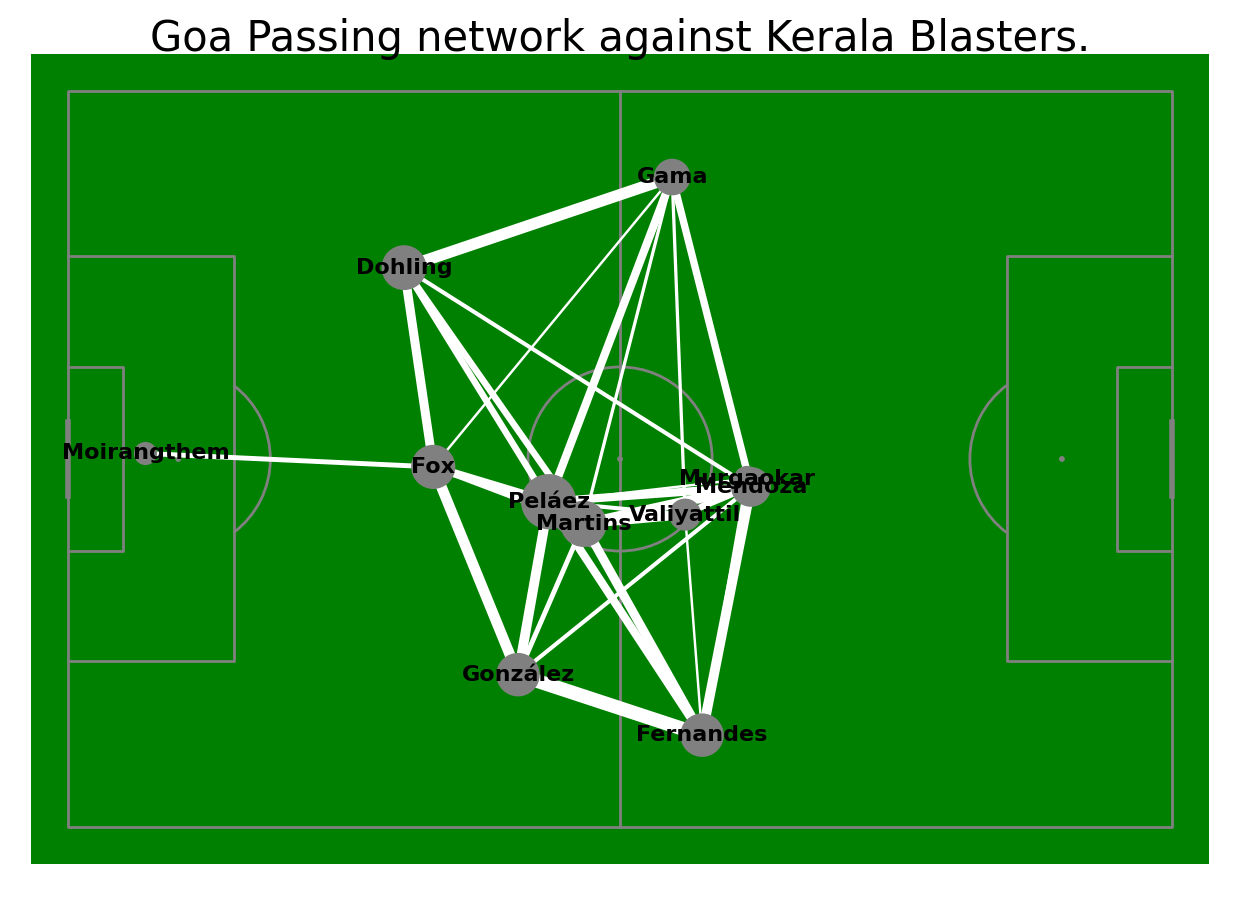 Goa Passing network against Kerala Blasters.
Gama
Dohling
Moirangthem
Fox
Murgaokar
Mendoza
Peláez
Valiyattil
Martins
González
Fernandes